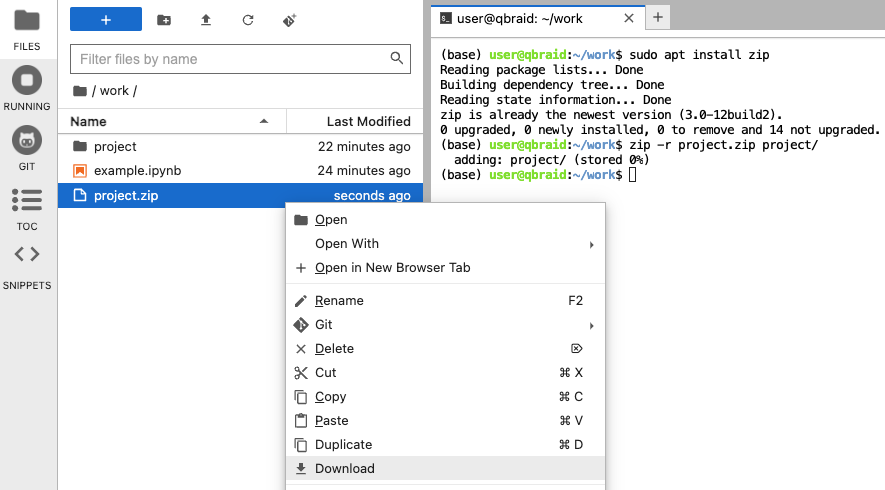 FILES
RUNNING
GIT
TOC
SNIPPETS
+
Filter files by name
/ work /
Name Last Modified
project 22 minutes ago
example.ipynb 24 minutes ago
project.zip seconds ago
Open
Open With
Open in New Browser Tab
Rename F2
Git
Delete
Cut ⌘ X
Copy ⌘ C
Paste ⌘ V
Duplicate ⌘ D
Download
user@qbraid: ~/work
(base) user@qbraid:~/work$ sudo apt install zip
Reading package lists... Done
Building dependency tree... Done
Reading state information... Done
zip is already the newest version (3.0-12build2).
0 upgraded, 0 newly installed, 0 to remove and 14 not upgraded.
(base) user@qbraid:~/work$ zip -r project.zip project/
adding: project/ (stored 0%)
(base) user@qbraid:~/work$